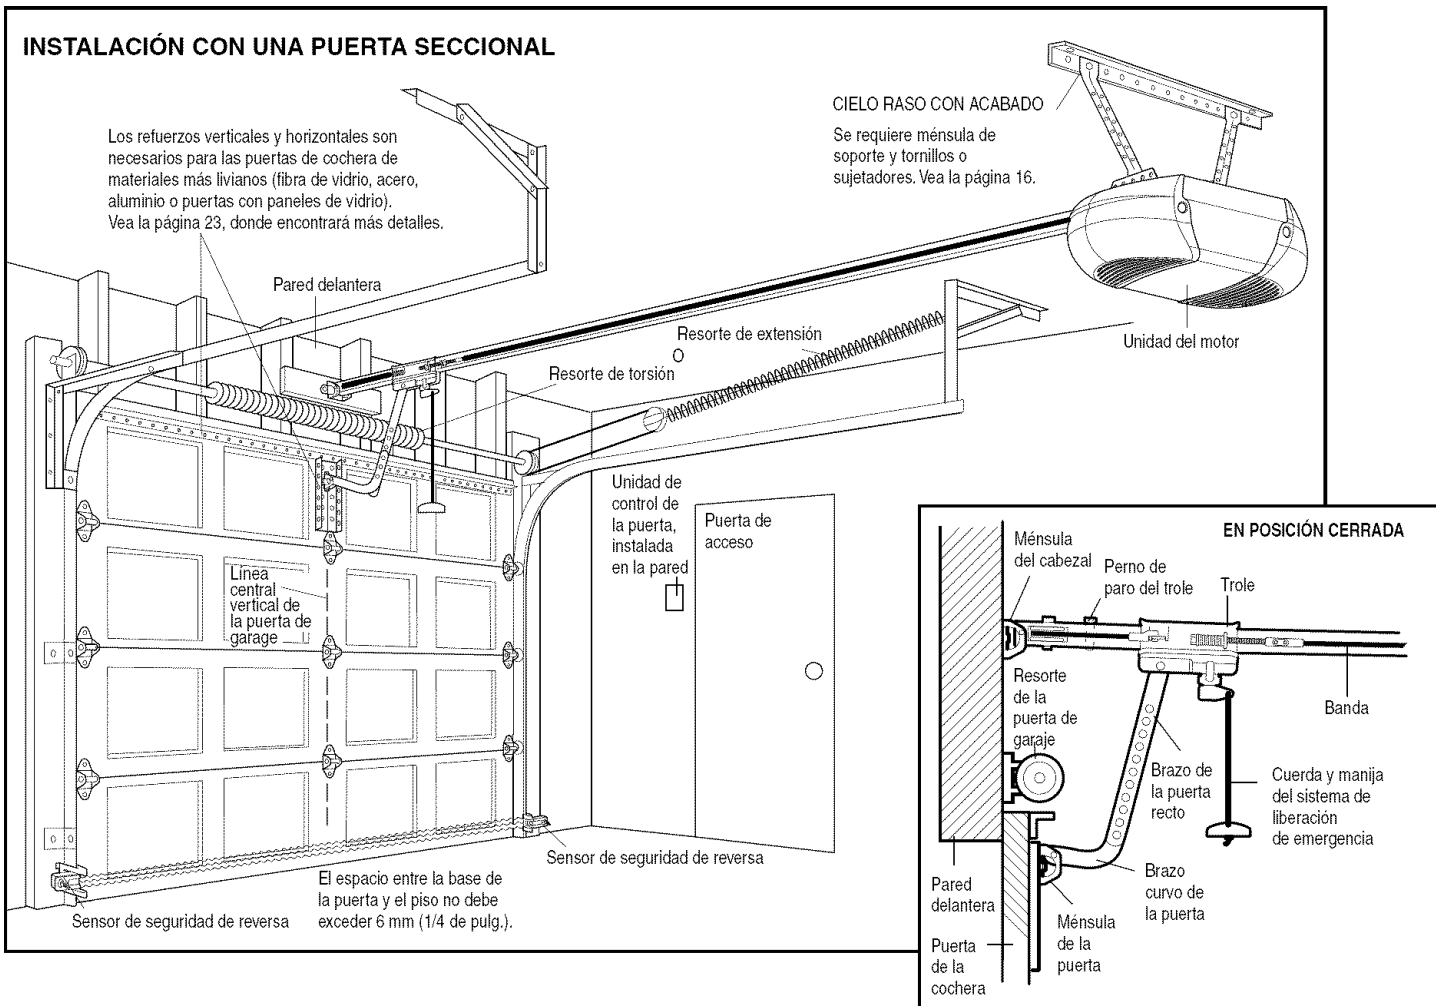 INSTALACIÓN CON UNA PUERTA SECCIONAL
CIELO RASO CON ACABADO
Se requiere ménsula de
soporte y tornillos o
sujetadores. Vea la página 16.
Los refuerzos verticales y horizontales son
necesarios para las puertas de cochera de
materiales más livianos (fibra de vidrio, acero,
aluminio o puertas con paneles de vidrio).
Vea la página 23, donde encontrará más detalles.
Pared delantera
Resorte de extensión
Unidad del motor
Resorte de torsión
Unidad de
control de
la puerta,
instalada
en la pared
Puerta de
acceso
Línea
central
vertical de
la puerta de
garage
Sensor de seguridad de reversa
El espacio entre la base de
la puerta y el piso no debe
exceder 6 mm (1/4 de pulg.).
Sensor de seguridad de reversa
EN POSICIÓN CERRADA
Ménsula
del cabezal
Perno de
paro del trole
Trole
Resorte
de la
puerta de
garaje
Banda
Brazo de
la puerta
recto
Cuerda y manija
del sistema de
liberación
de emergencia
Pared
delantera
Brazo
curvo de
la puerta
Ménsula
de la
puerta
Puerta
de la
cochera